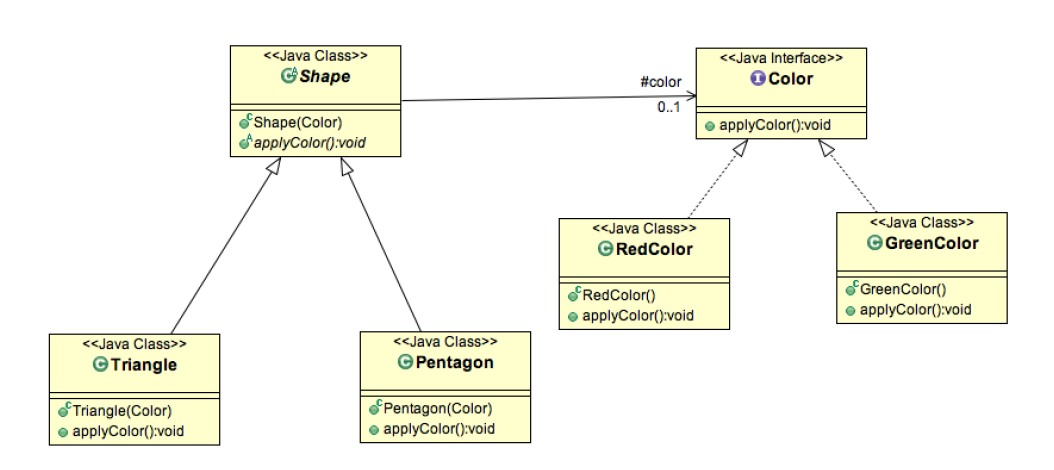 <<Java Class>>
Shape
Shape(Color)
applyColor():void
#color
0..1
<<Java Interface>>
Color
applyColor():void
<<Java Class>>
RedColor
RedColor()
applyColor():void
<<Java Class>>
GreenColor
GreenColor()
applyColor():void
<<Java Class>>
Triangle
Triangle(Color)
applyColor():void
<<Java Class>>
Pentagon
Pentagon(Color)
applyColor():void